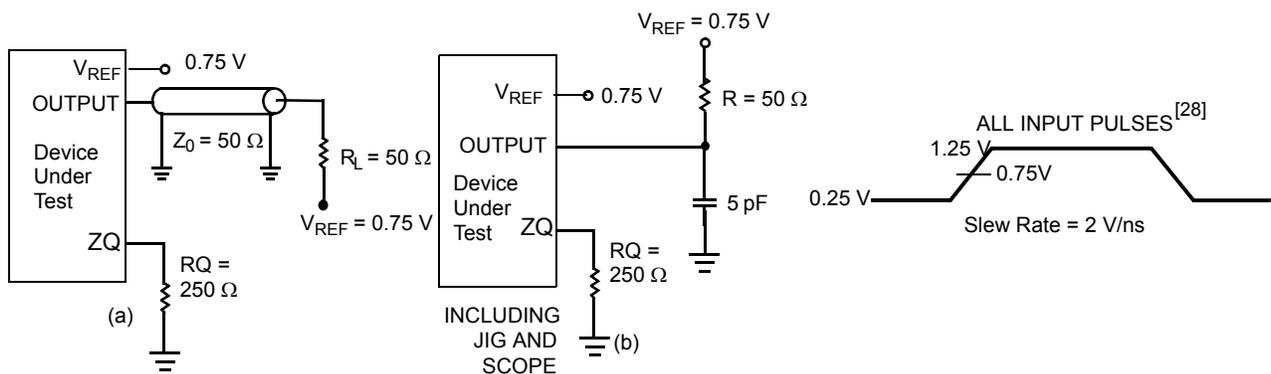 V_REF
0.75 V
OUTPUT
Z_0 = 50 Ω
Device
Under
Test
R_L = 50 Ω
V_REF = 0.75 V
ZQ
RQ =
250 Ω
(a)
V_REF = 0.75 V
R = 50 Ω
V_REF
0.75 V
OUTPUT
Device
Under
Test
5 pF
ZQ
RQ =
250 Ω
INCLUDING
JIG AND
SCOPE
(b)
ALL INPUT PULSES[28]
1.25 V
0.75V
0.25 V
Slew Rate = 2 V/ns